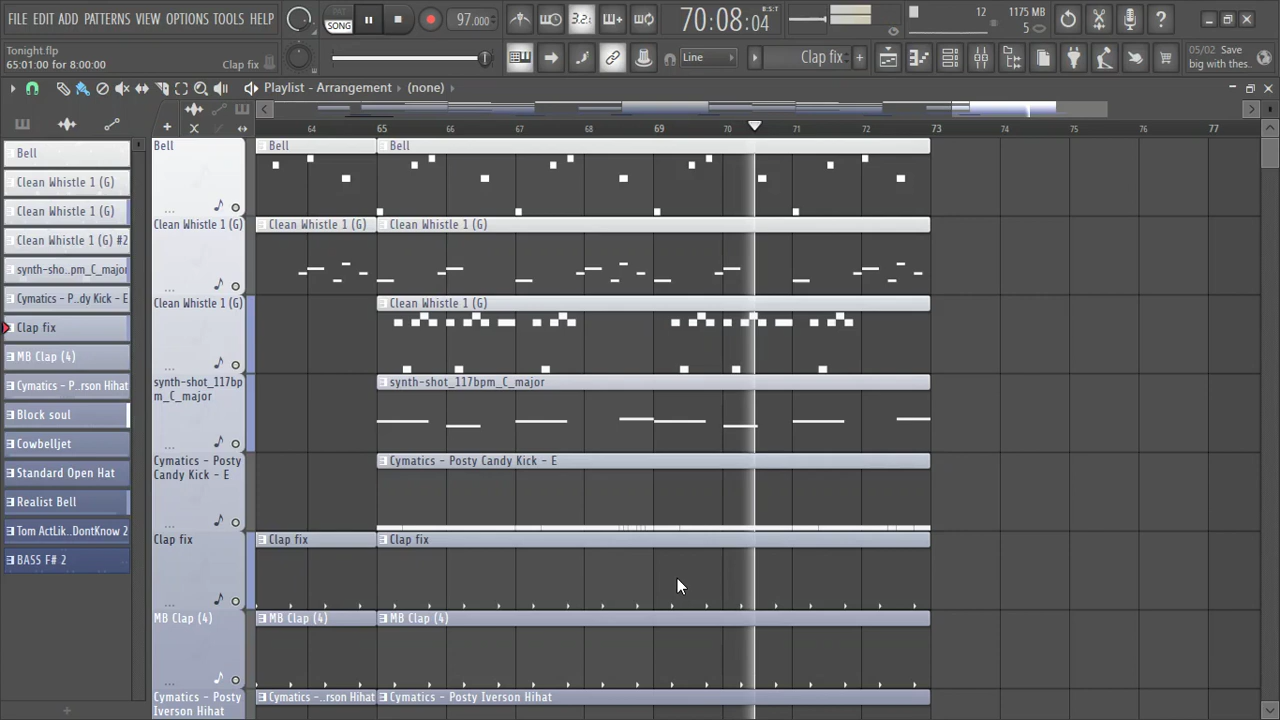 FILE EDIT ADD PATTERNS VIEW OPTIONS TOOLS HELP
PAT
SONG
97.000
3.2
70:08:04
B:S:T
12
1175 MB
5
Tonight.flp
65:01:00 for 8:00:00
Clap fix
Line
Clap fix
05/02 Save
big with thes..
Playlist - Arrangement
(none)
64 65 66 67 68 69 70 71 72 73 74 75 76 77
Bell
Clean Whistle 1 (G)
Clean Whistle 1 (G)
Clean Whistle 1 (G) #2
synth-sho..pm_C_major
Cymatics - P..dy Kick - E
Clap fix
MB Clap (4)
Cymatics - P..rson Hihat
Block soul
Cowbelljet
Standard Open Hat
Realist Bell
Tom ActLik..DontKnow 2
BASS F# 2
Bell
Bell
Bell
Clean Whistle 1 (G)
Clean Whistle 1 (G)
Clean Whistle 1 (G)
Clean Whistle 1 (G)
Clean Whistle 1 (G)
synth-shot_117bp
m_C_major
synth-shot_117bpm_C_major
Cymatics - Posty
Candy Kick - E
Cymatics - Posty Candy Kick - E
Clap fix
Clap fix
Clap fix
MB Clap (4)
MB Clap (4)
MB Clap (4)
Cymatics - Posty
Iverson Hihat
Cymatics -..rson Hihat
Cymatics - Posty Iverson Hihat